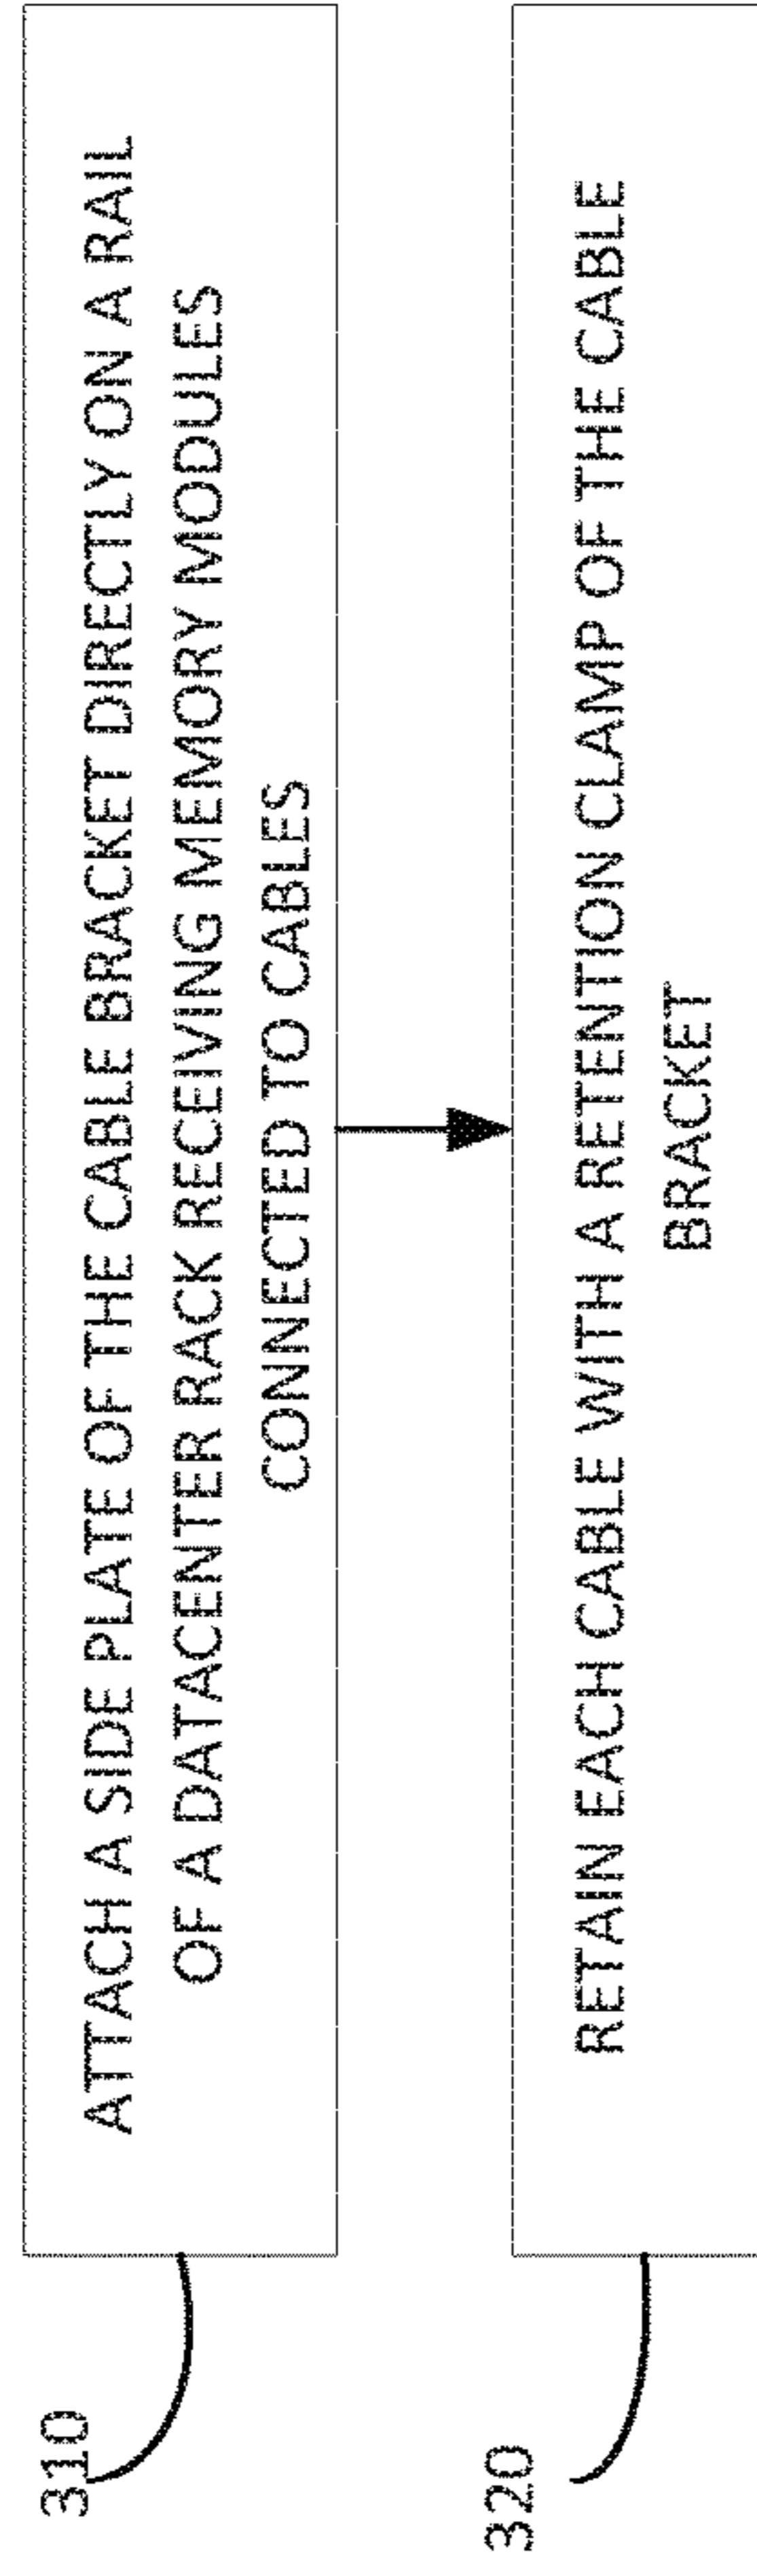 310
ATTACH A SIDE PLATE OF THE CABLE BRACKET DIRECTLY ON A RAIL
OF A DATACENTER RACK RECEIVING MEMORY MODULES
CONNECTED TO CABLES
320
RETAIN EACH CABLE WITH A RETENTION CLAMP OF THE CABLE
BRACKET